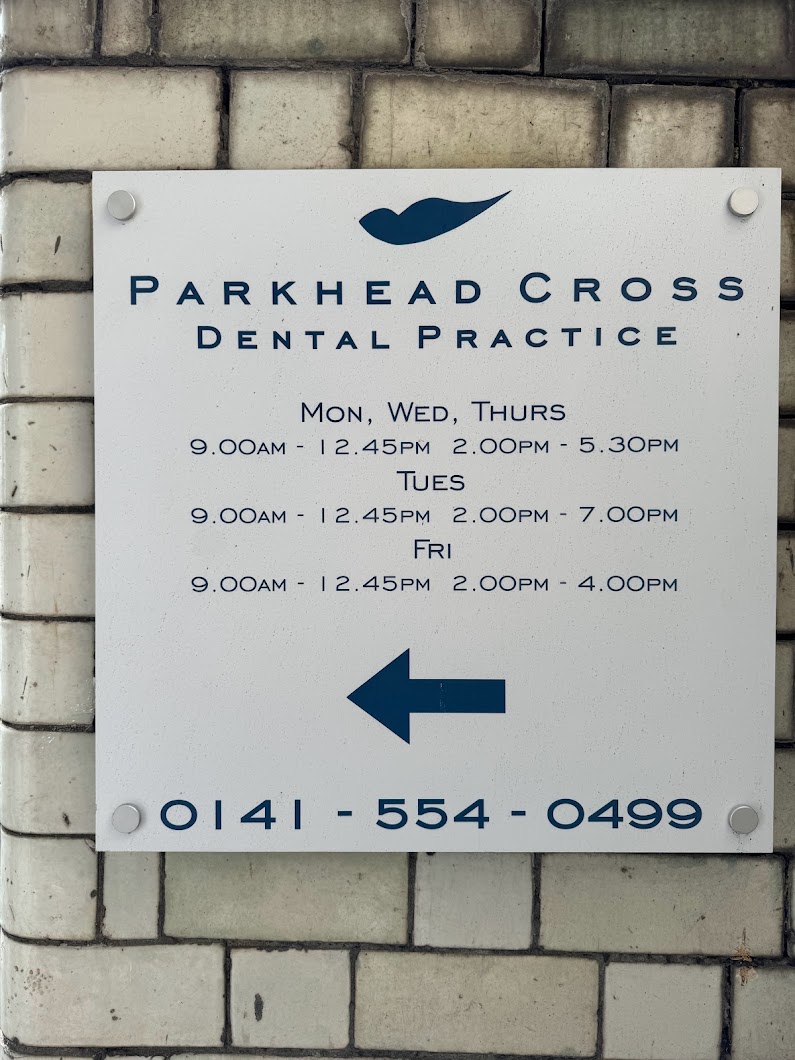 PARKHEAD CROSS
DENTAL PRACTICE
MON, WED, THURS
9.00AM - 12.45PM 2.00PM - 5.30PM
TUES
9.00AM - 12.45PM 2.00PM - 7.00PM
FRI
9.00AM - 12.45PM 2.00PM - 4.00PM
0141 - 554 - 0499